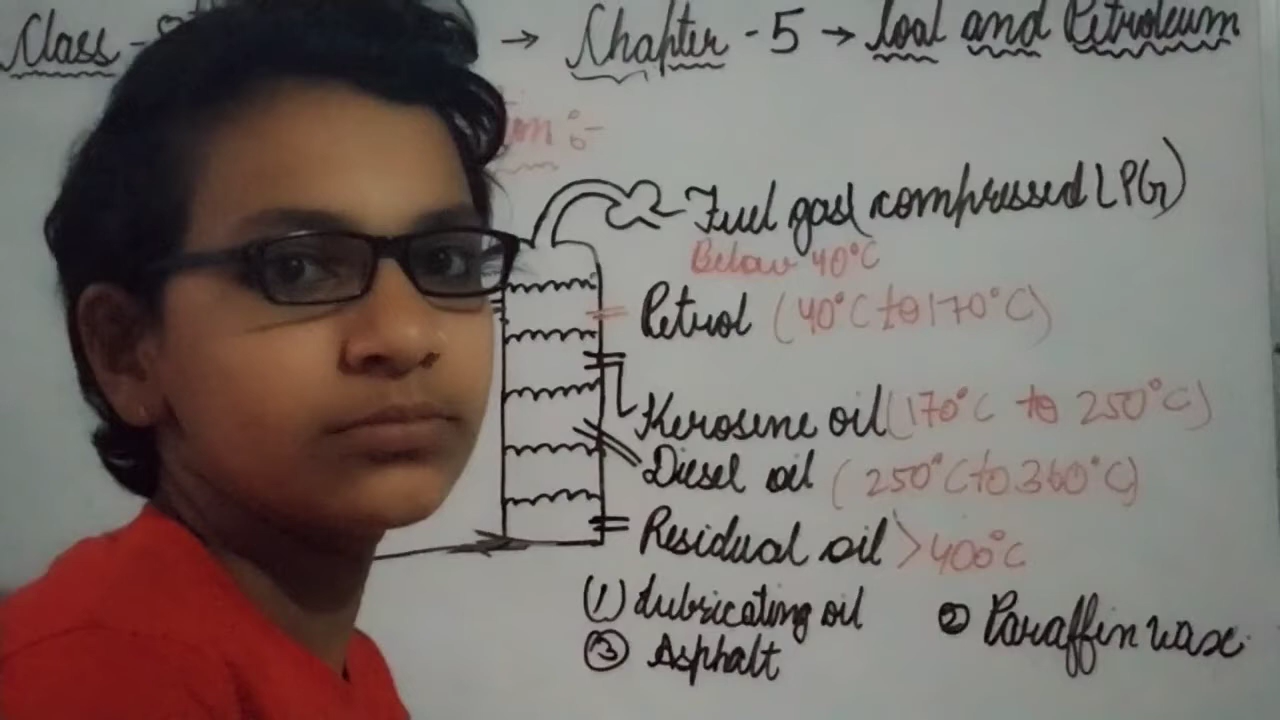 Class - → Chapter - 5 → Coal and Petroleum
:-
Fuel gas compressed LPG)
Below 40°C
Petrol (40°C to 170°C)
Kerosene oil (170°C to 250°C)
Diesel oil (250°C to 360°C)
Residual oil > 400°C
(1) Lubricating oil ② Paraffin wax
③ Asphalt